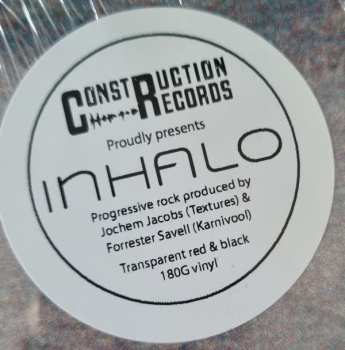 CONSTRUCTION
RECORDS
Proudly presents
INHALO
Progressive rock produced by
Jochem Jacobs (Textures) &
Forrester Savell (Karnivool)
Transparent red & black
180G vinyl